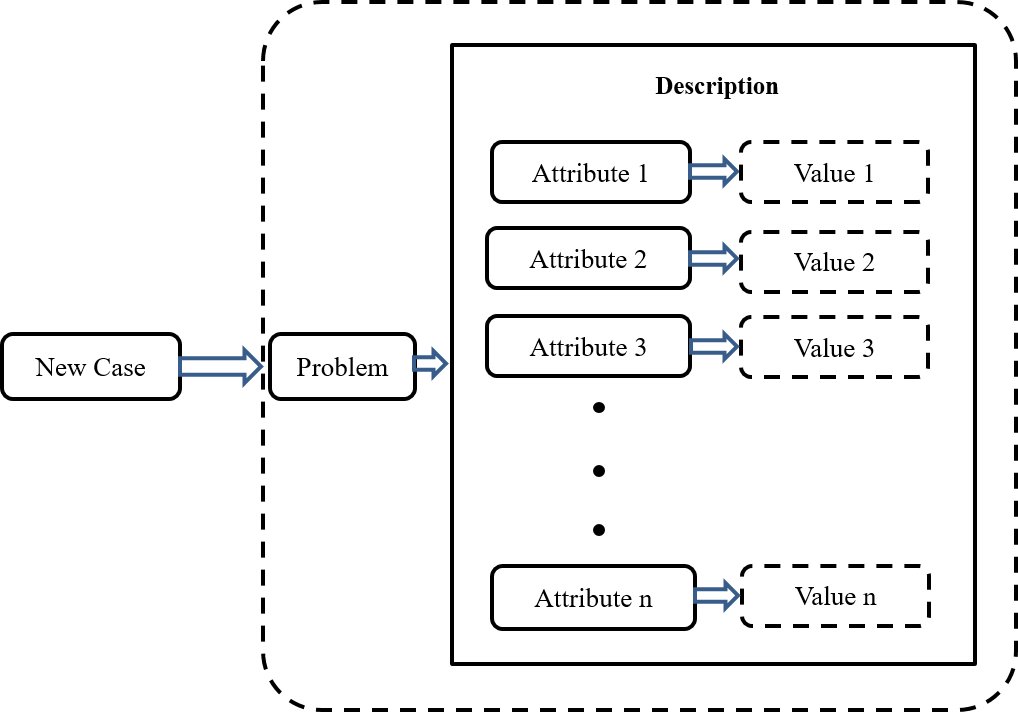 Description
Attribute 1
Value 1
Attribute 2
Value 2
Attribute 3
Value 3
New Case
Problem
Attribute n
Value n